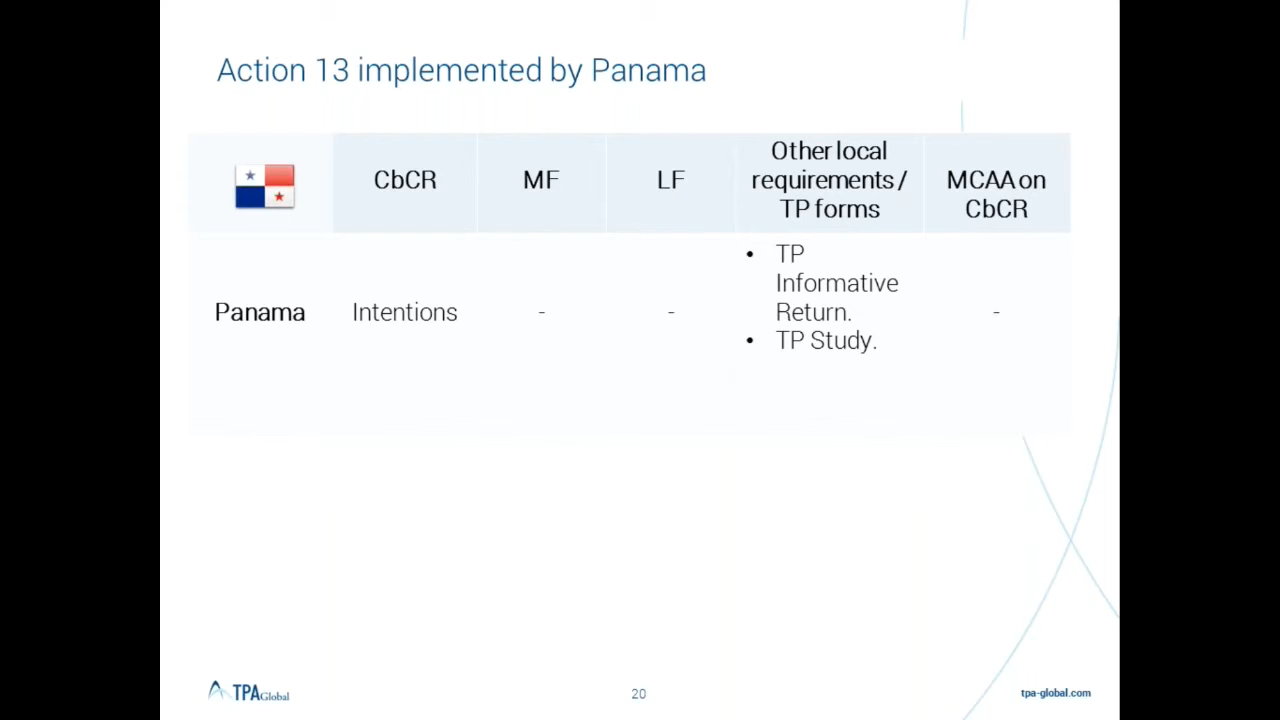 Action 13 implemented by Panama
CbCR
MF
LF
Other local
requirements /
TP forms
MCAA on
CbCR
Panama
Intentions
-
-
• TP
Informative
Return.
• TP Study.
-
TPA Global
20
tpa-global.com